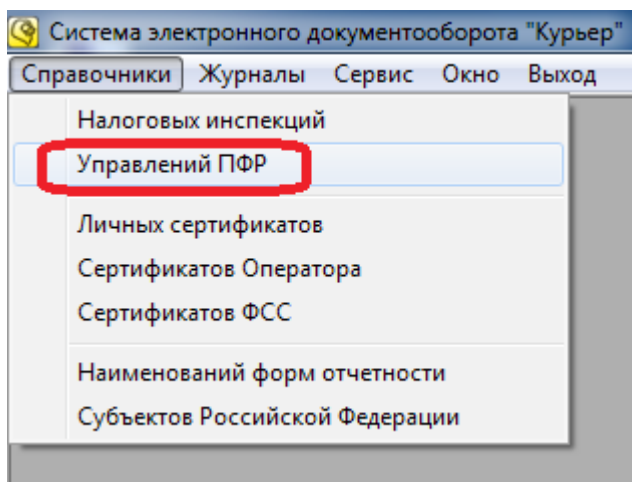 Система электронного документооборота "Курьер"
Справочники Журналы Сервис Окно Выход
Налоговых инспекций
Управлений ПФР
Личных сертификатов
Сертификатов Оператора
Сертификатов ФСС
Наименований форм отчетности
Субъектов Российской Федерации